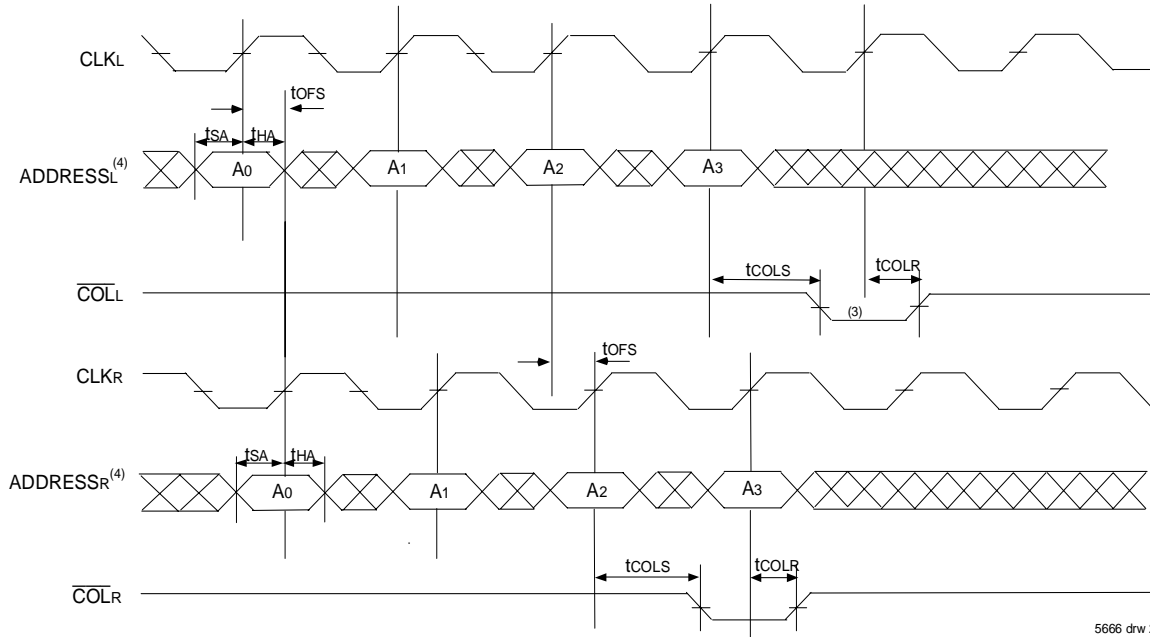 CLKL
tOFS
tSA tHA
ADDRESSL(4) A0 A1 A2 A3
tCOLS tCOLR
COLL (3)
tOFS
CLKR
tSA tHA
ADDRESSR(4) A0 A1 A2 A3
tCOLS tCOLR
COLR
5666 drw